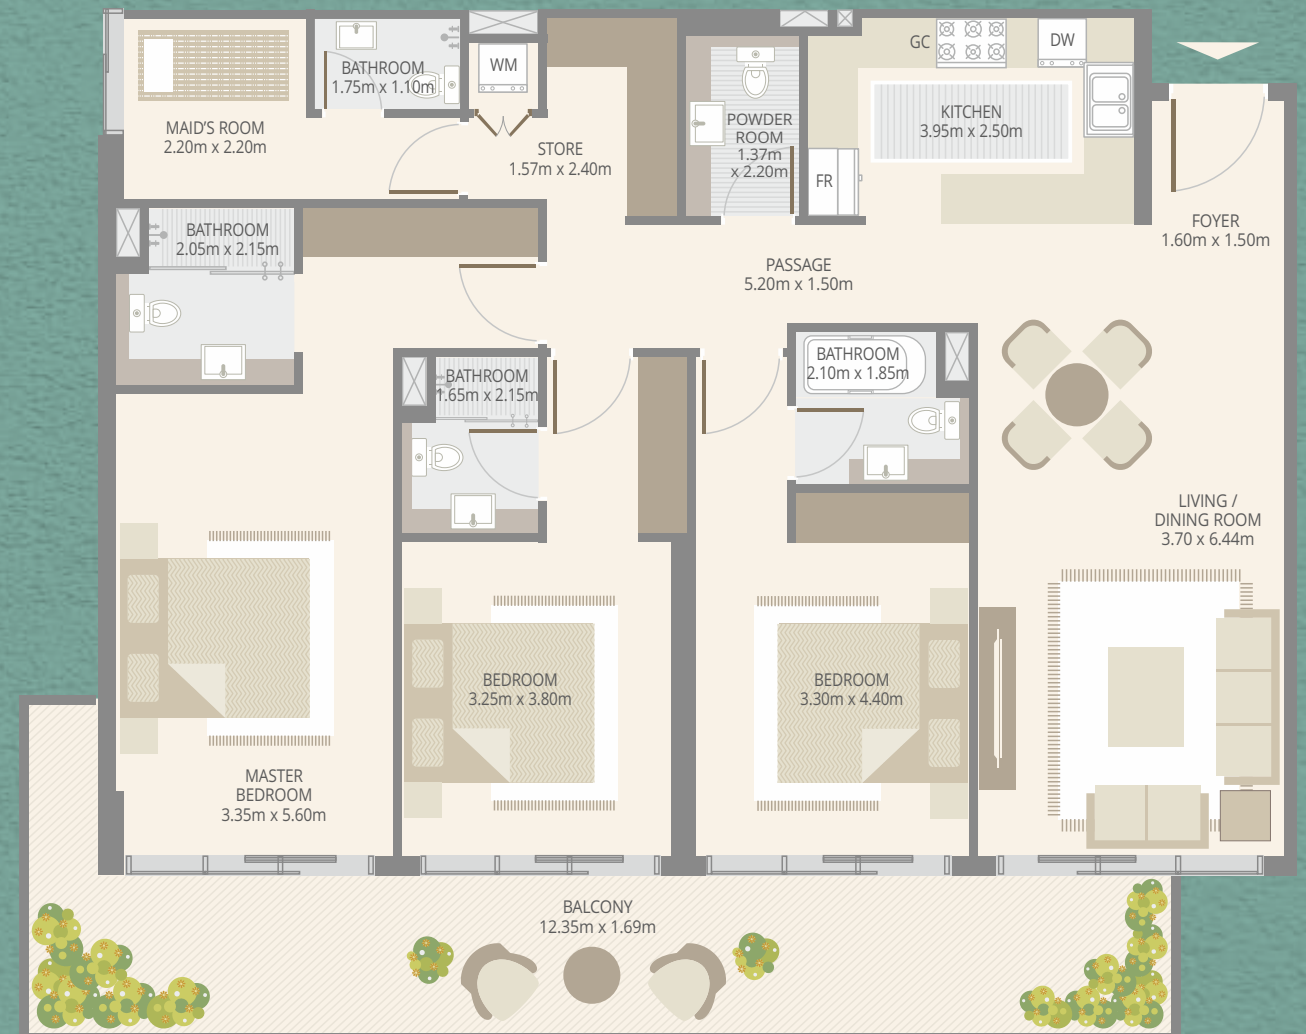 MAID'S ROOM
2.20m x 2.20m
BATHROOM
1.75m x 1.10m
WM
STORE
1.57m x 2.40m
POWDER
ROOM
1.37m
x 2.20m
GC
DW
KITCHEN
3.95m x 2.50m
FR
FOYER
1.60m x 1.50m
BATHROOM
2.05m x 2.15m
PASSAGE
5.20m x 1.50m
BATHROOM
1.65m x 2.15m
BATHROOM
2.10m x 1.85m
LIVING /
DINING ROOM
3.70 x 6.44m
BEDROOM
3.25m x 3.80m
BEDROOM
3.30m x 4.40m
MASTER
BEDROOM
3.35m x 5.60m
BALCONY
12.35m x 1.69m